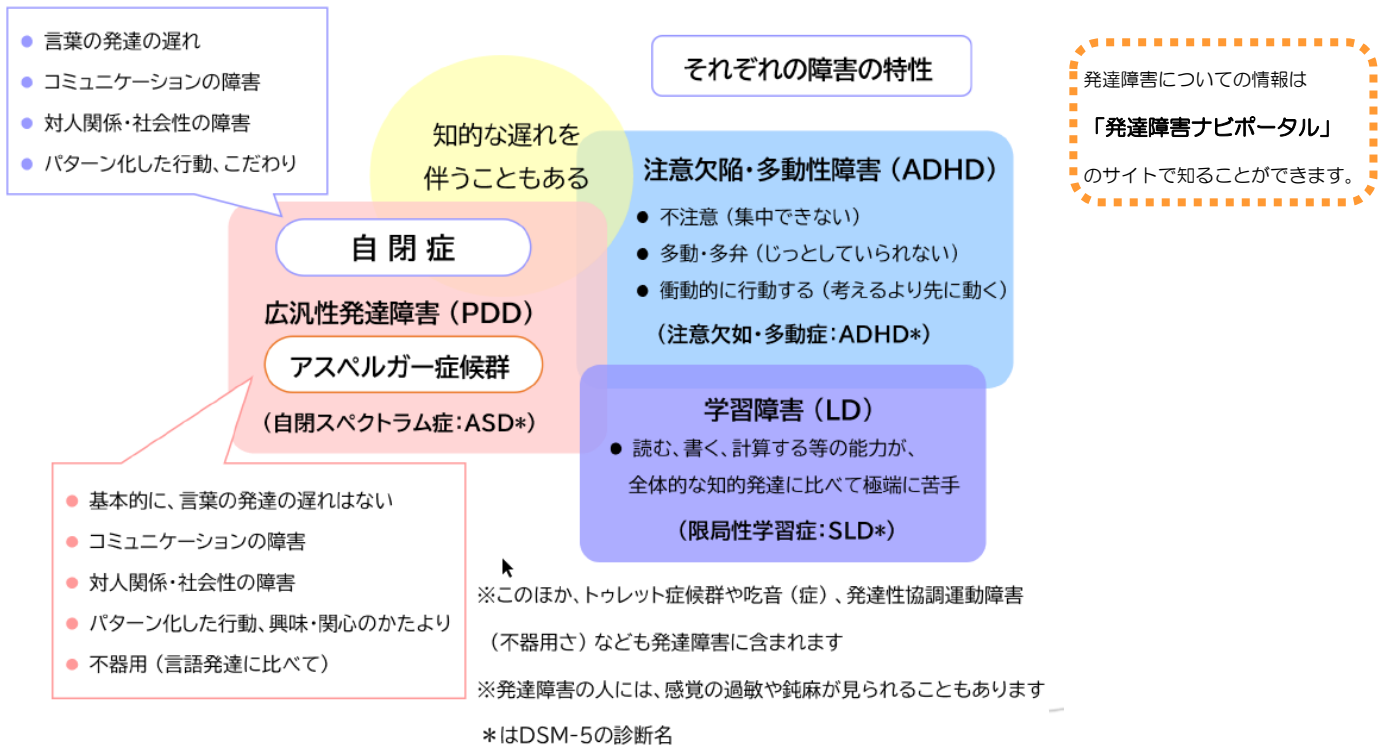 それぞれの障害の特性
● 言葉の発達の遅れ
● コミュニケーションの障害
● 対人関係・社会性の障害
● パターン化した行動、こだわり
知的な遅れを
伴うこともある
自閉症
広汎性発達障害（PDD）
アスペルガー症候群
（自閉スペクトラム症：ASD*）
● 基本的に、言葉の発達の遅れはない
● コミュニケーションの障害
● 対人関係・社会性の障害
● パターン化した行動、興味・関心のかたより
● 不器用（言語発達に比べて）
注意欠陥・多動性障害（ADHD）
● 不注意（集中できない）
● 多動・多弁（じっとしていられない）
● 衝動的に行動する（考えるより先に動く）
（注意欠如・多動症：ADHD*）
学習障害（LD）
● 読む、書く、計算する等の能力が、
全体的な知的発達に比べて極端に苦手
（限局性学習症：SLD*）
※このほか、トゥレット症候群や吃音（症）、発達性協調運動障害
（不器用さ）なども発達障害に含まれます
※発達障害の人には、感覚の過敏や鈍麻が見られることもあります
＊はDSM-5の診断名
発達障害についての情報は
「発達障害ナビポータル」
のサイトで知ることができます。